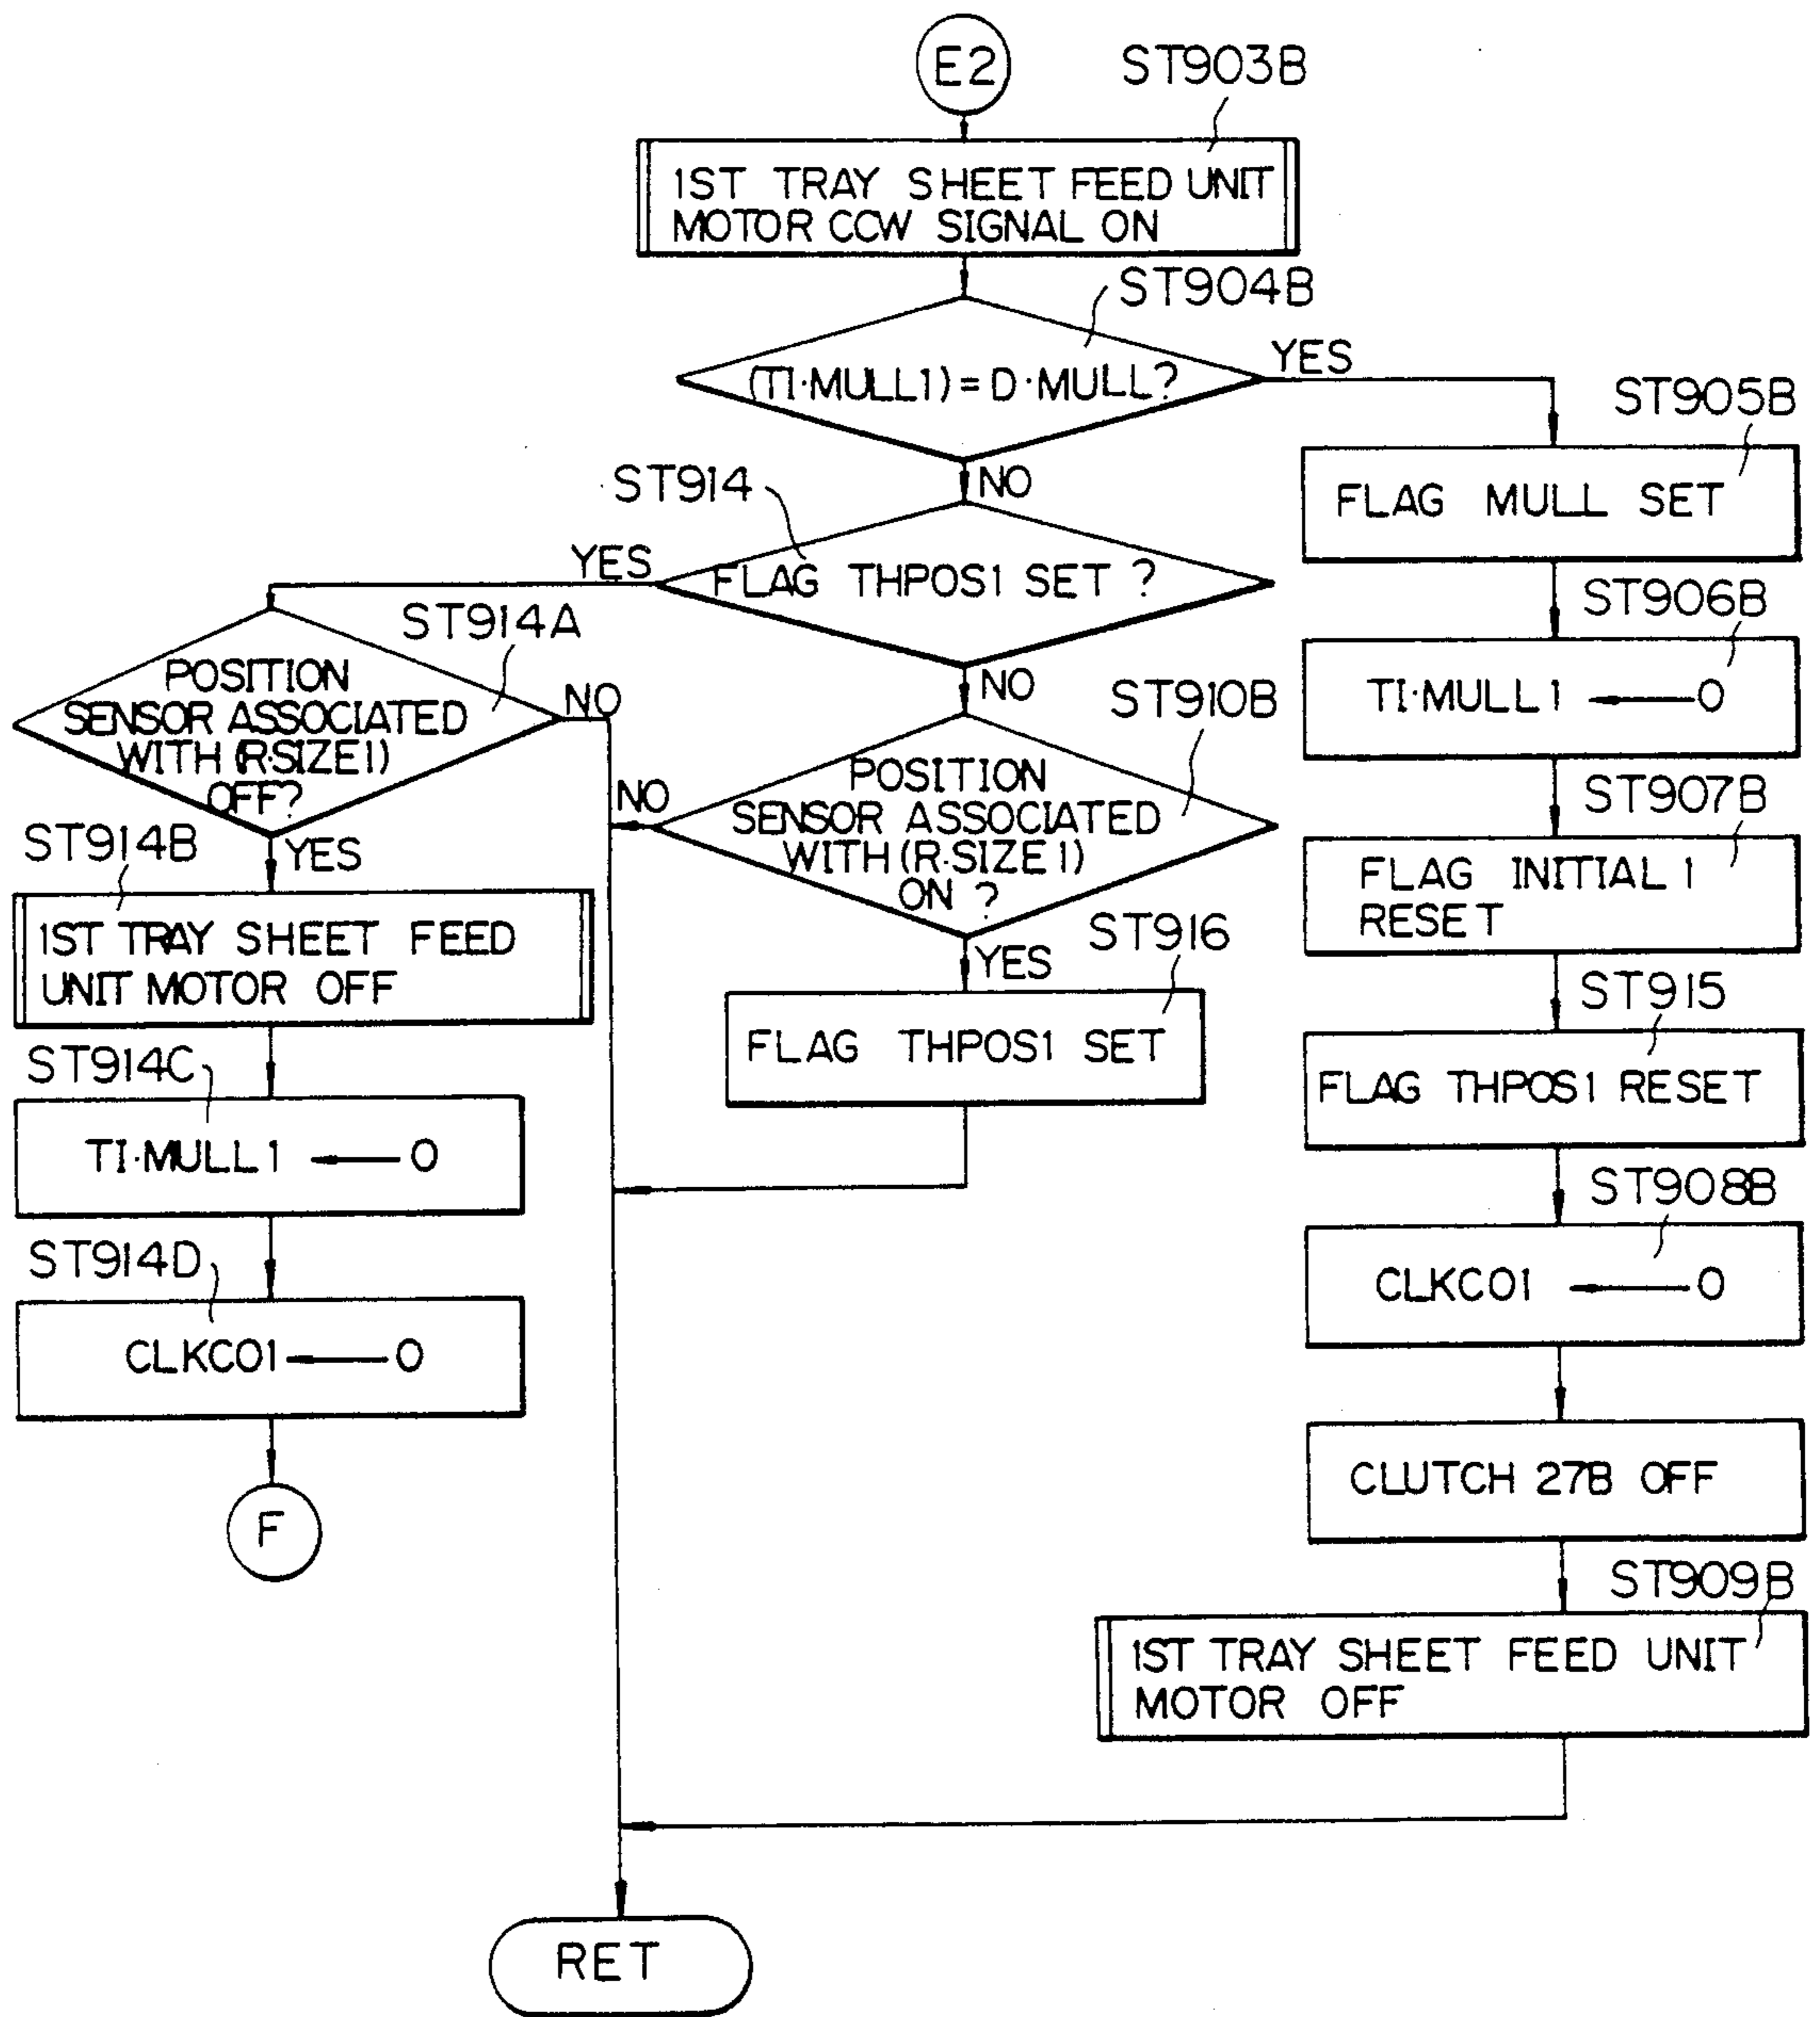 E2
ST903B
1ST TRAY SHEET FEED UNIT
MOTOR CCW SIGNAL ON
ST904B
(TI·MULL1) = D·MULL?
YES
NO
ST905B
FLAG MULL SET
ST914
FLAG THPOS1 SET ?
YES
NO
ST906B
TI·MULL1 ← 0
ST914A
POSITION
SENSOR ASSOCIATED
WITH (R·SIZE1)
OFF?
NO
YES
ST910B
POSITION
SENSOR ASSOCIATED
WITH (R·SIZE1)
ON ?
NO
YES
ST907B
FLAG INITIAL1
RESET
ST914B
1ST TRAY SHEET FEED
UNIT MOTOR OFF
ST916
FLAG THPOS1 SET
ST915
FLAG THPOS1 RESET
ST914C
TI·MULL1 ← 0
ST908B
CLKC01 ← 0
ST914D
CLKC01 ← 0
F
CLUTCH 27B OFF
ST909B
1ST TRAY SHEET FEED UNIT
MOTOR OFF
RET